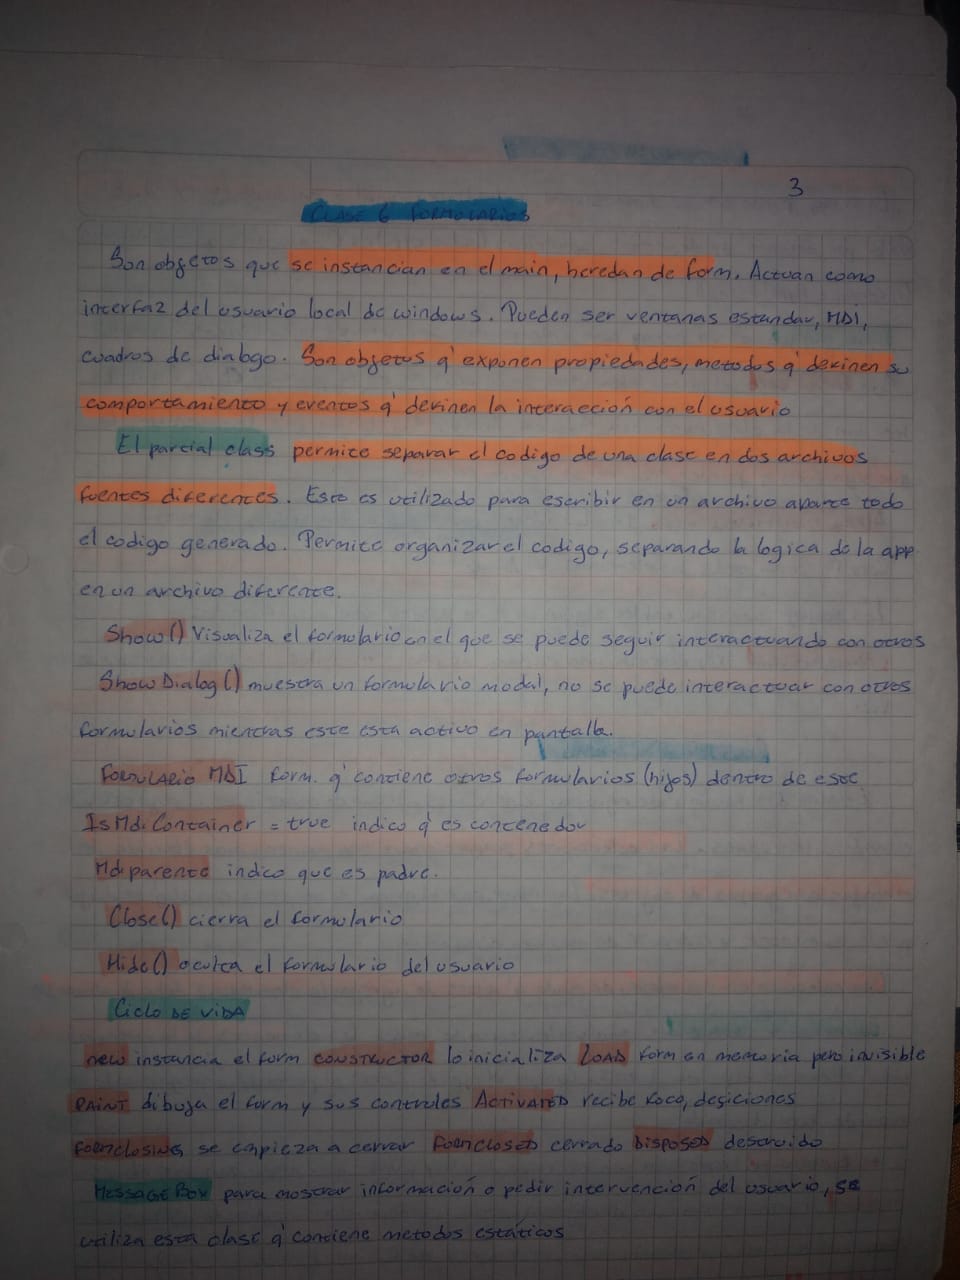 3
CLASE 6 FORMULARIOS
Son objetos que se instancian en el main, heredan de form. Actuan como
interfaz del usuario local de windows. Pueden ser ventanas estandar, MDI,
cuadros de dialogo. Son objetos q' exponen propiedades, metodos q' definen su
comportamiento y eventos q' definen la interacción con el usuario
El parcial class permite separar el codigo de una clase en dos archivos
fuentes diferentes. Esto es utilizado para escribir en un archivo aparte todo
el codigo generado. Permite organizar el codigo, separando la logica de la app
en un archivo diferente.
Show() Visualiza el formulario en el que se puede seguir interactuando con otros
ShowDialog() muestra un formulario modal, no se puede interactuar con otros
formularios mientras este esta activo en pantalla.
FORMULARIO MDI form. q' contiene otros formularios (hijos) dentro de este
IsMdiContainer = true indico q' es contenedor
Mdiparente indico que es padre.
Close() cierra el formulario
Hide() oculta el formulario del usuario
CICLO DE VIDA
new instancia el form CONSTRUCTOR lo inicializa LOAD form en memoria pero invisible
PAINT dibuja el form y sus controles ACTIVATED recibe foco, desiciones
FORMCLOSING se empieza a cerrar FORMCLOSED cerrado DISPOSED destruido
MESSAGEBOX para mostrar información o pedir intervención del usuario, se
utiliza esta clase q' contiene metodos estáticos